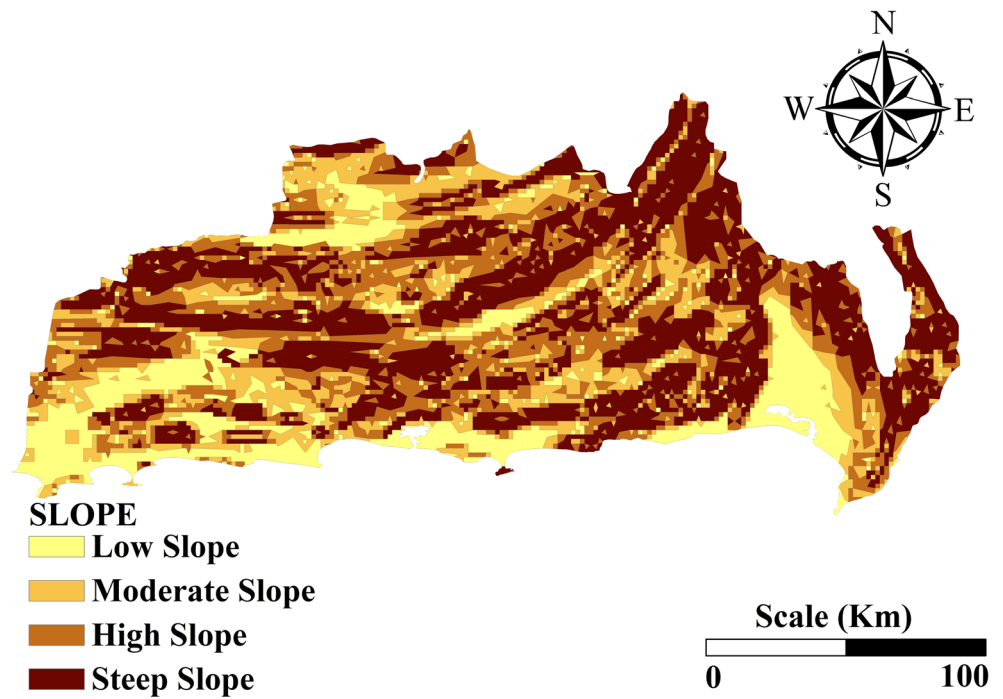 N
W E
S
SLOPE
Low Slope
Moderate Slope
High Slope
Steep Slope
Scale (Km)
0 100